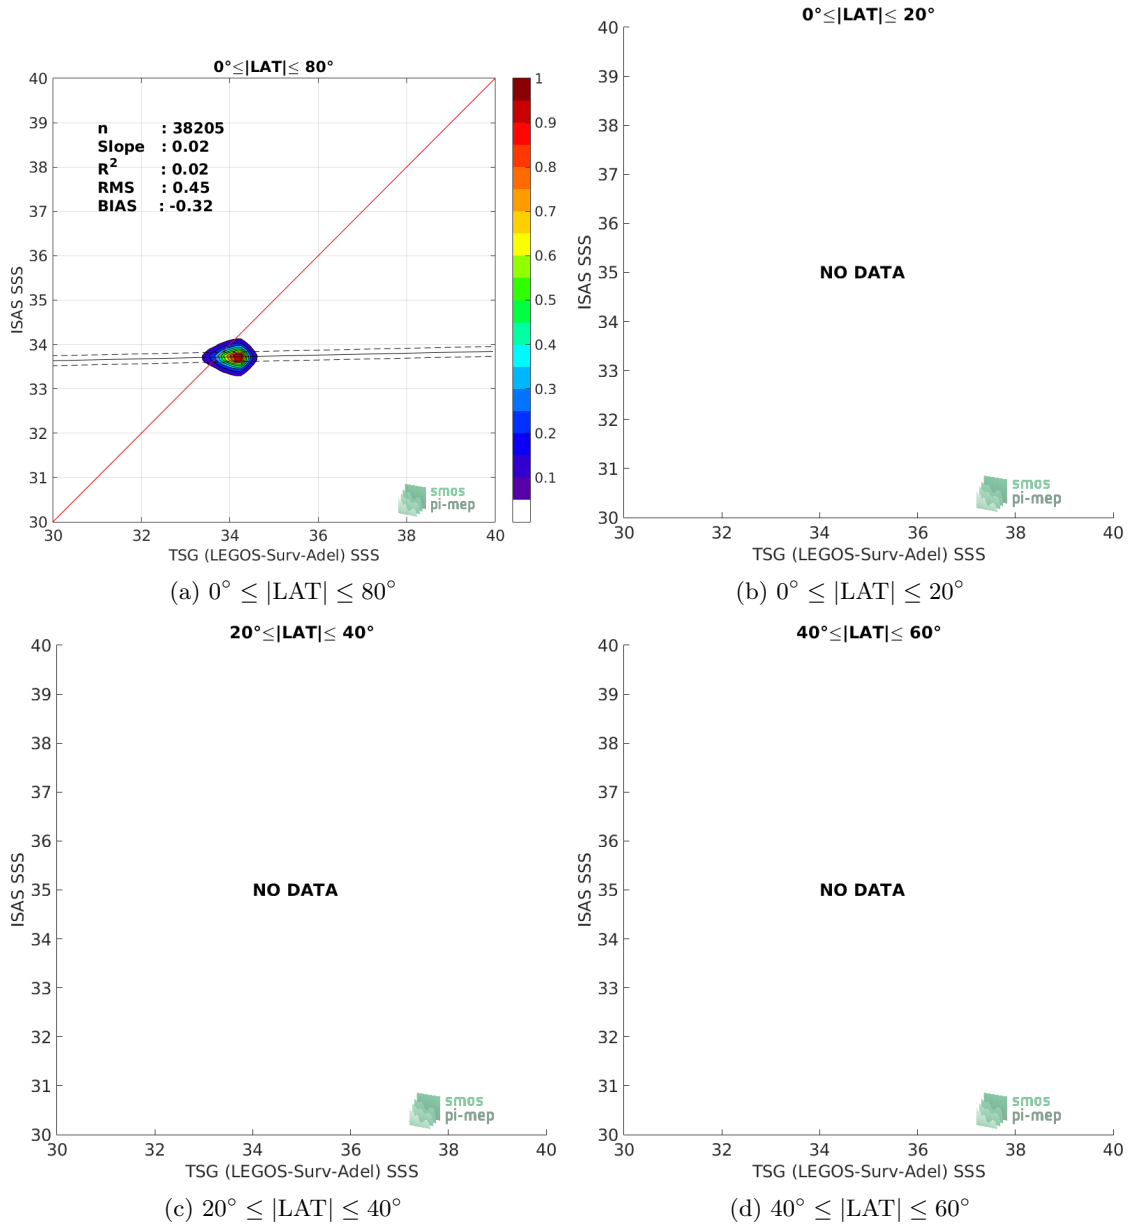 0°≤|LAT|≤ 80°
40
39
38
37
36
35
34
33
32
31
30
ISAS SSS
n : 38205
Slope : 0.02
R2 : 0.02
RMS : 0.45
BIAS : -0.32
smos
pi-mep
30 32 34 36 38 40
TSG (LEGOS-Surv-Adel) SSS
1
0.9
0.8
0.7
0.6
0.5
0.4
0.3
0.2
0.1
(a) 0° ≤ |LAT| ≤ 80°
0°≤|LAT|≤ 20°
40
39
38
37
36
35
34
33
32
31
30
ISAS SSS
NO DATA
smos
pi-mep
30 32 34 36 38 40
TSG (LEGOS-Surv-Adel) SSS
(b) 0° ≤ |LAT| ≤ 20°
20°≤|LAT|≤ 40°
40
39
38
37
36
35
34
33
32
31
30
ISAS SSS
NO DATA
smos
pi-mep
30 32 34 36 38 40
TSG (LEGOS-Surv-Adel) SSS
(c) 20° ≤ |LAT| ≤ 40°
40°≤|LAT|≤ 60°
40
39
38
37
36
35
34
33
32
31
30
ISAS SSS
NO DATA
smos
pi-mep
30 32 34 36 38 40
TSG (LEGOS-Surv-Adel) SSS
(d) 40° ≤ |LAT| ≤ 60°